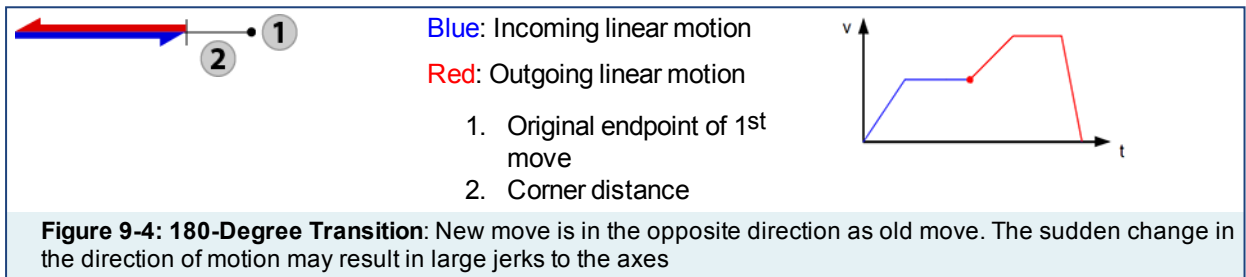 1
2
Blue: Incoming linear motion
Red: Outgoing linear motion
1. Original endpoint of 1st
move
2. Corner distance
v
t
Figure 9-4: 180-Degree Transition: New move is in the opposite direction as old move. The sudden change in
the direction of motion may result in large jerks to the axes